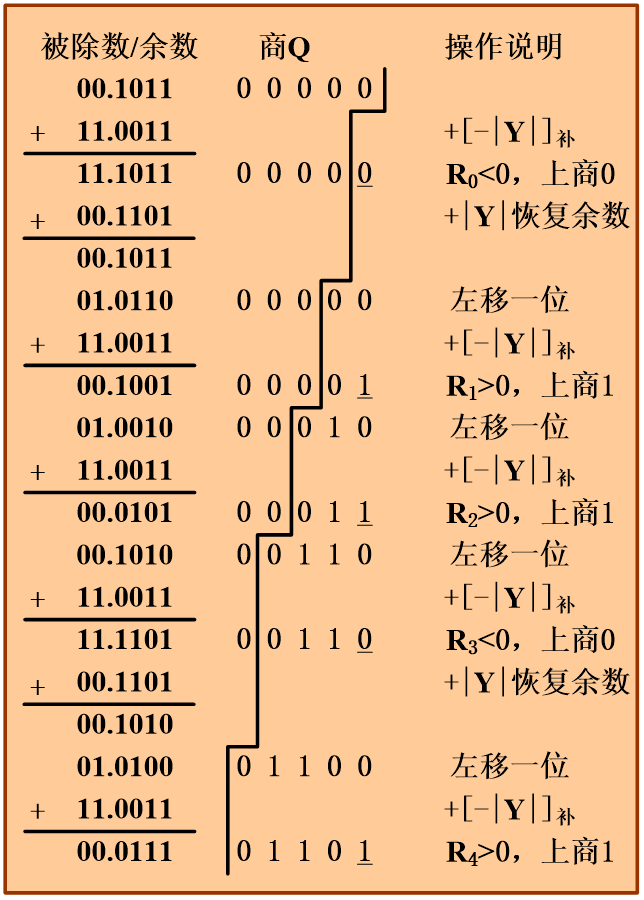 被除数/余数 商Q 操作说明
00.1011 0 0 0 0 0
+ 11.0011 +[-|Y|]补
11.1011 0 0 0 0 0 R0<0，上商0
+ 00.1101 +|Y|恢复余数
00.1011
01.0110 0 0 0 0 0 左移一位
+ 11.0011 +[-|Y|]补
00.1001 0 0 0 0 1 R1>0，上商1
01.0010 0 0 0 1 0 左移一位
+ 11.0011 +[-|Y|]补
00.0101 0 0 0 1 1 R2>0，上商1
00.1010 0 0 1 1 0 左移一位
+ 11.0011 +[-|Y|]补
11.1101 0 0 1 1 0 R3<0，上商0
+ 00.1101 +|Y|恢复余数
00.1010
01.0100 0 1 1 0 0 左移一位
+ 11.0011 +[-|Y|]补
00.0111 0 1 1 0 1 R4>0，上商1